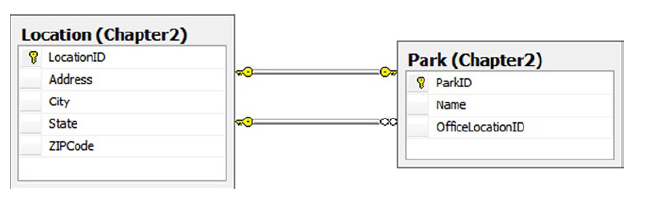 Location (Chapter2)
LocationID
Address
City
State
ZIPCode
Park (Chapter2)
ParkID
Name
OfficeLocationID